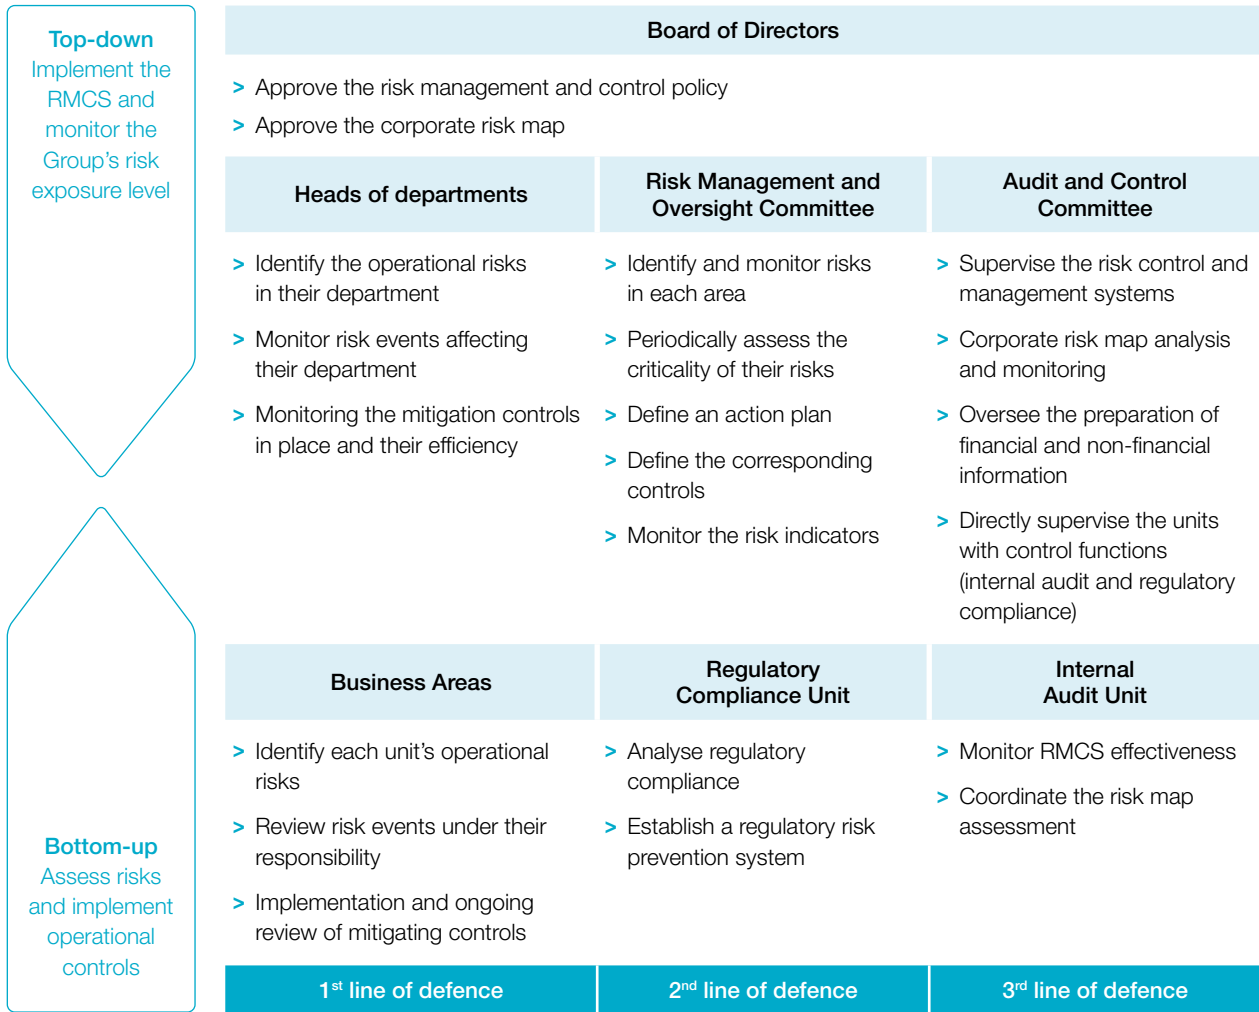 Top-down
Implement the
RMCS and
monitor the
Group's risk
exposure level
Board of Directors
> Approve the risk management and control policy
> Approve the corporate risk map
Heads of departments
> Identify the operational risks
in their department
> Monitor risk events affecting
their department
> Monitoring the mitigation controls
in place and their efficiency
Risk Management and
Oversight Committee
> Identify and monitor risks
in each area
> Periodically assess the
criticality of their risks
> Define an action plan
> Define the corresponding
controls
> Monitor the risk indicators
Audit and Control
Committee
> Supervise the risk control and
management systems
> Corporate risk map analysis
and monitoring
> Oversee the preparation of
financial and non-financial
information
> Directly supervise the units
with control functions
(internal audit and regulatory
compliance)
Bottom-up
Assess risks
and implement
operational
controls
Business Areas
> Identify each unit's operational
risks
> Review risk events under their
responsibility
> Implementation and ongoing
review of mitigating controls
Regulatory
Compliance Unit
> Analyse regulatory
compliance
> Establish a regulatory risk
prevention system
Internal
Audit Unit
> Monitor RMCS effectiveness
> Coordinate the risk map
assessment
1st line of defence
2nd line of defence
3rd line of defence